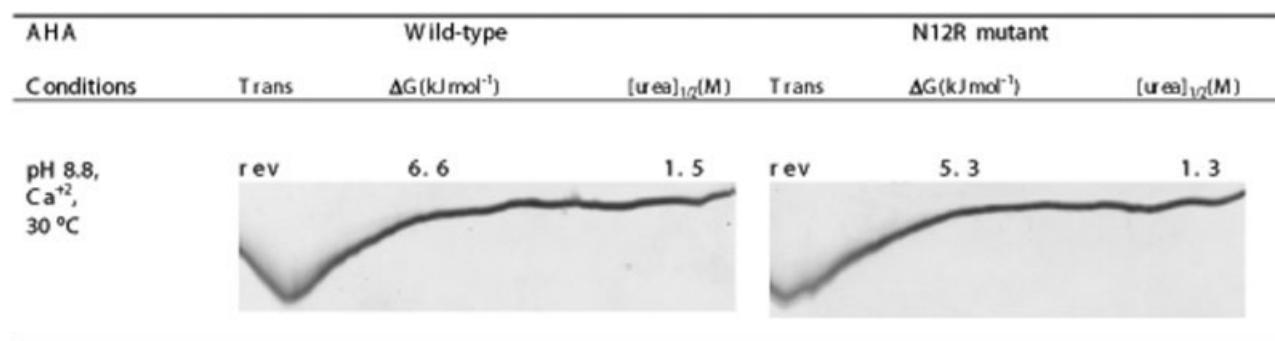 AHA Wild-type N12R mutant
Conditions Trans ΔG(kJmol⁻¹) [urea]₁/₂(M) Trans ΔG(kJmol⁻¹) [urea]₁/₂(M)
pH 8.8, rev 6.6 1.5 rev 5.3 1.3
Ca⁺²,
30 ºC